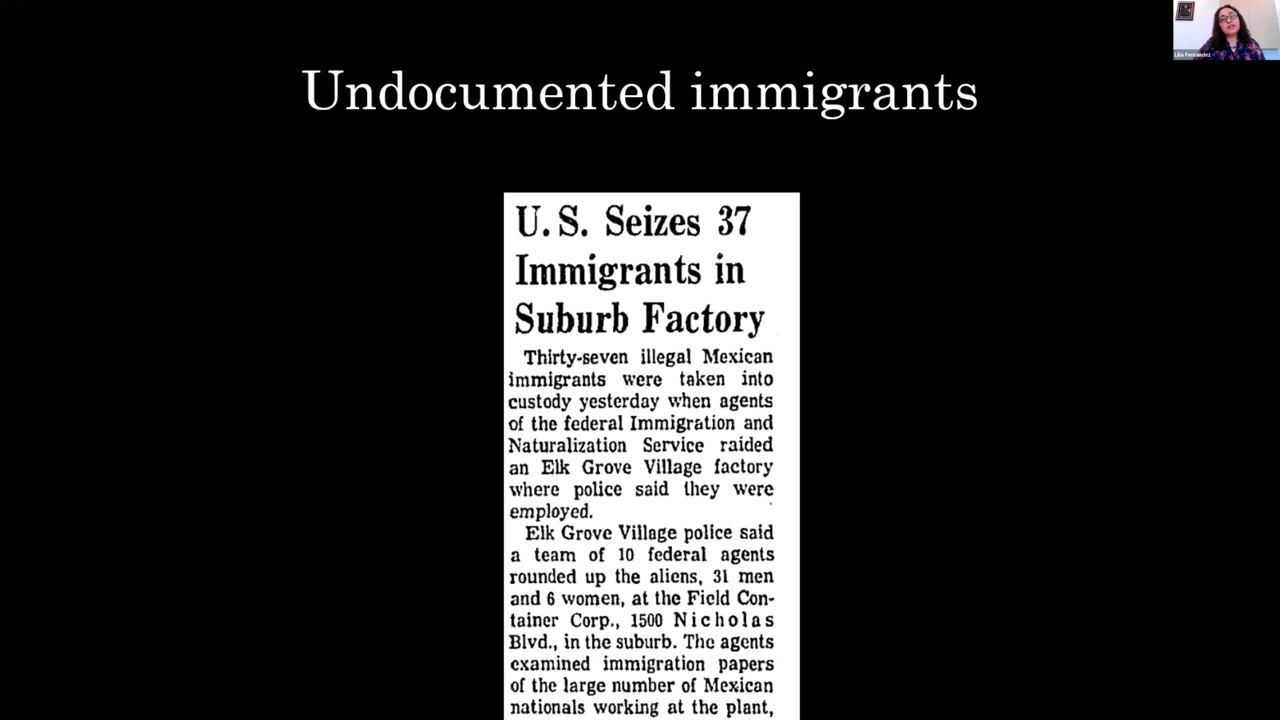 Lilia Fernandez
Undocumented immigrants
U. S. Seizes 37
Immigrants in
Suburb Factory
Thirty-seven illegal Mexican
immigrants were taken into
custody yesterday when agents
of the federal Immigration and
Naturalization Service raided
an Elk Grove Village factory
where police said they were
employed.
Elk Grove Village police said
a team of 10 federal agents
rounded up the aliens, 31 men
and 6 women, at the Field Con-
tainer Corp., 1500 Nicholas
Blvd., in the suburb. The agents
examined immigration papers
of the large number of Mexican
nationals working at the plant,